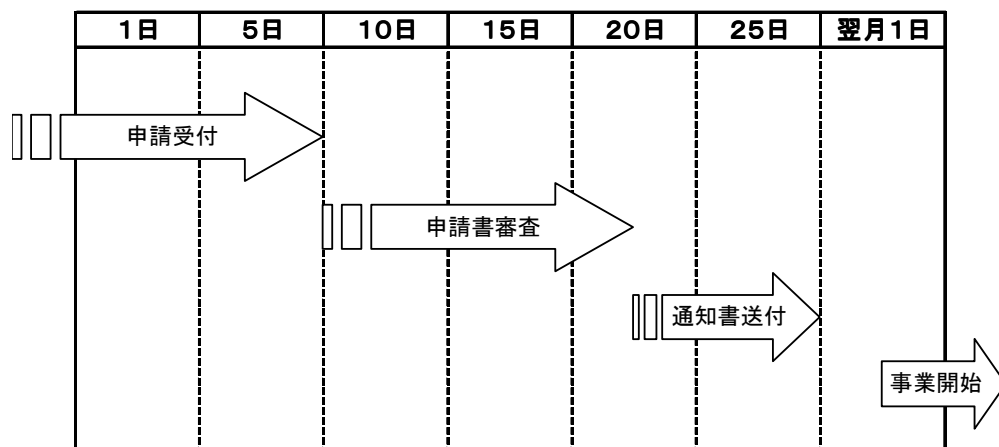 1日 5日 10日 15日 20日 25日 翌月1日
申請受付
申請書審査
通知書送付
事業開始